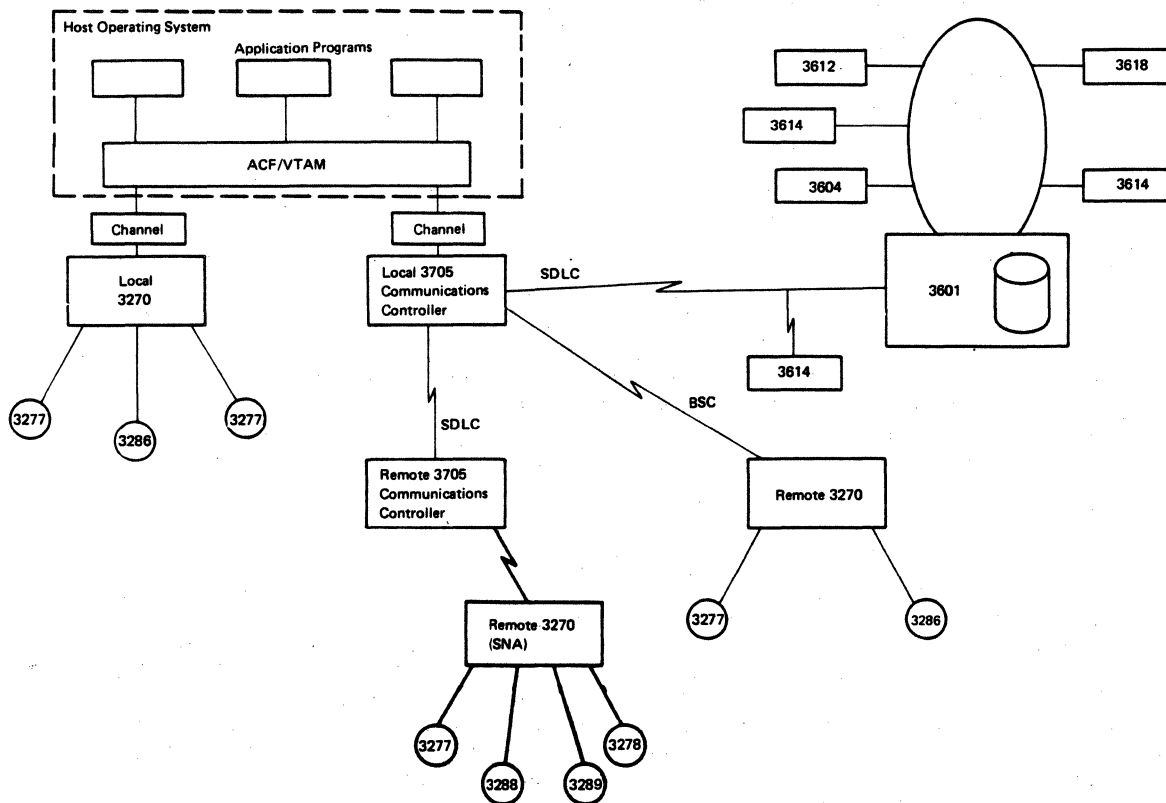 Host Operating System
Application Programs
ACF/VTAM
Channel
Channel
Local
3270
Local 3705
Communications
Controller
3277
3286
3277
SDLC
SDLC
BSC
3612
3618
3614
3604
3614
3601
3614
Remote 3705
Communications
Controller
Remote 3270
3277
3286
Remote 3270
(SNA)
3277
3278
3288
3289